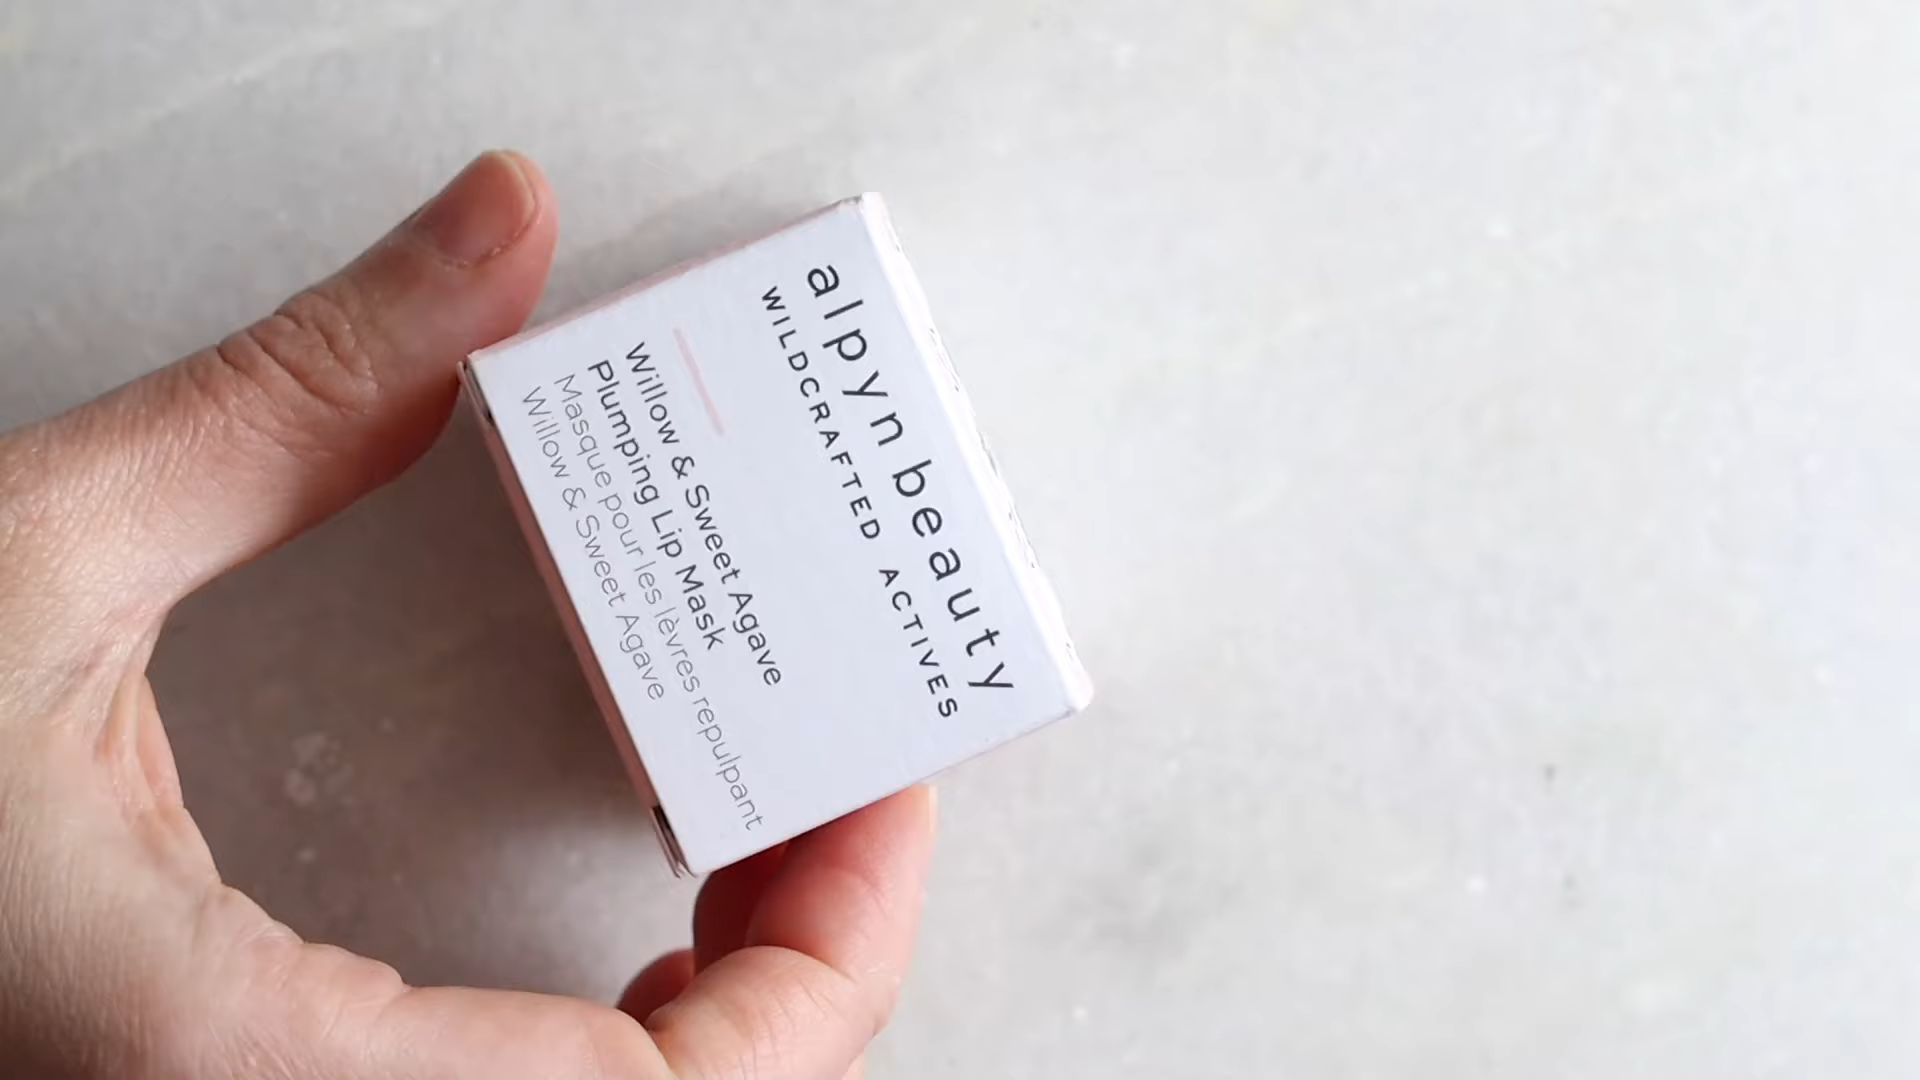 alpyn beauty
WILDCRAFTED ACTIVES
Willow & Sweet Agave
Plumping Lip Mask
Masque pour les lèvres repulpant
Willow & Sweet Agave